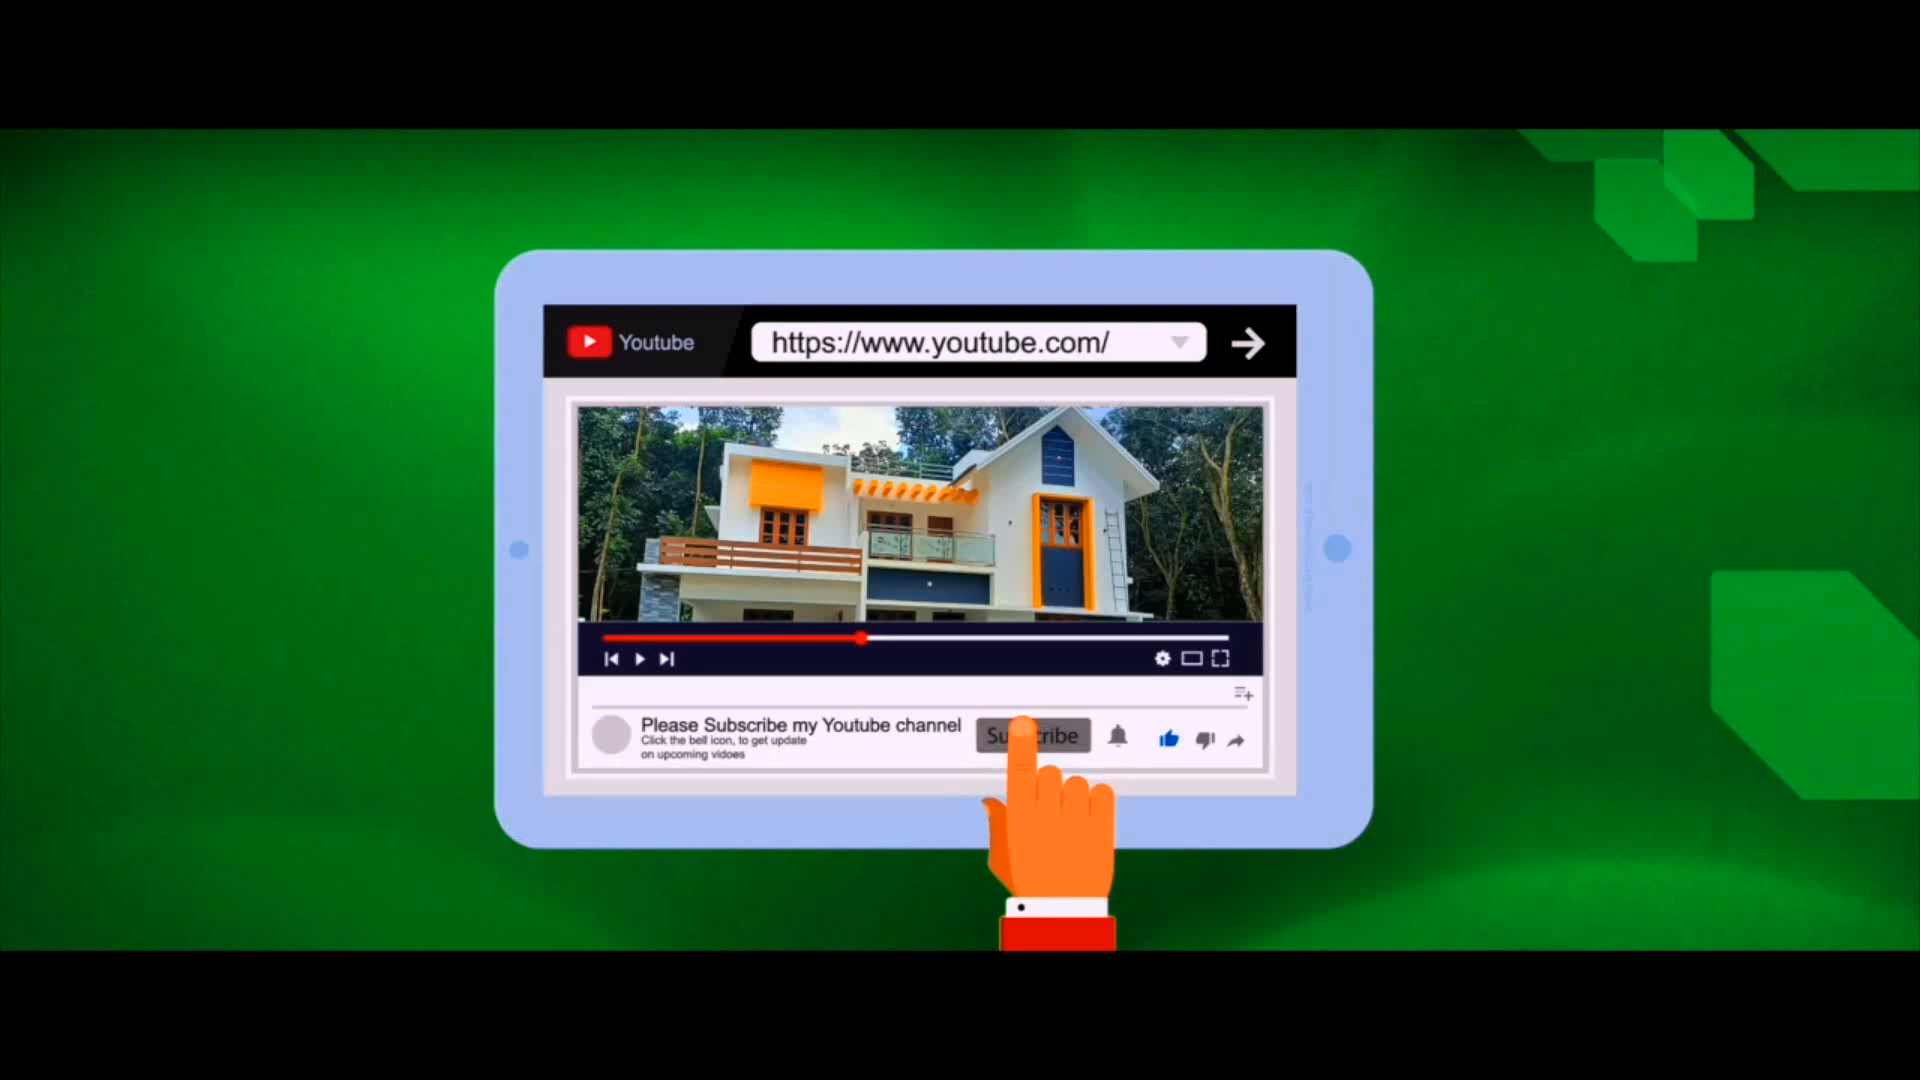 Youtube
https://www.youtube.com/
Please Subscribe my Youtube channel
Click the bell icon, to get update
on upcoming vidoes